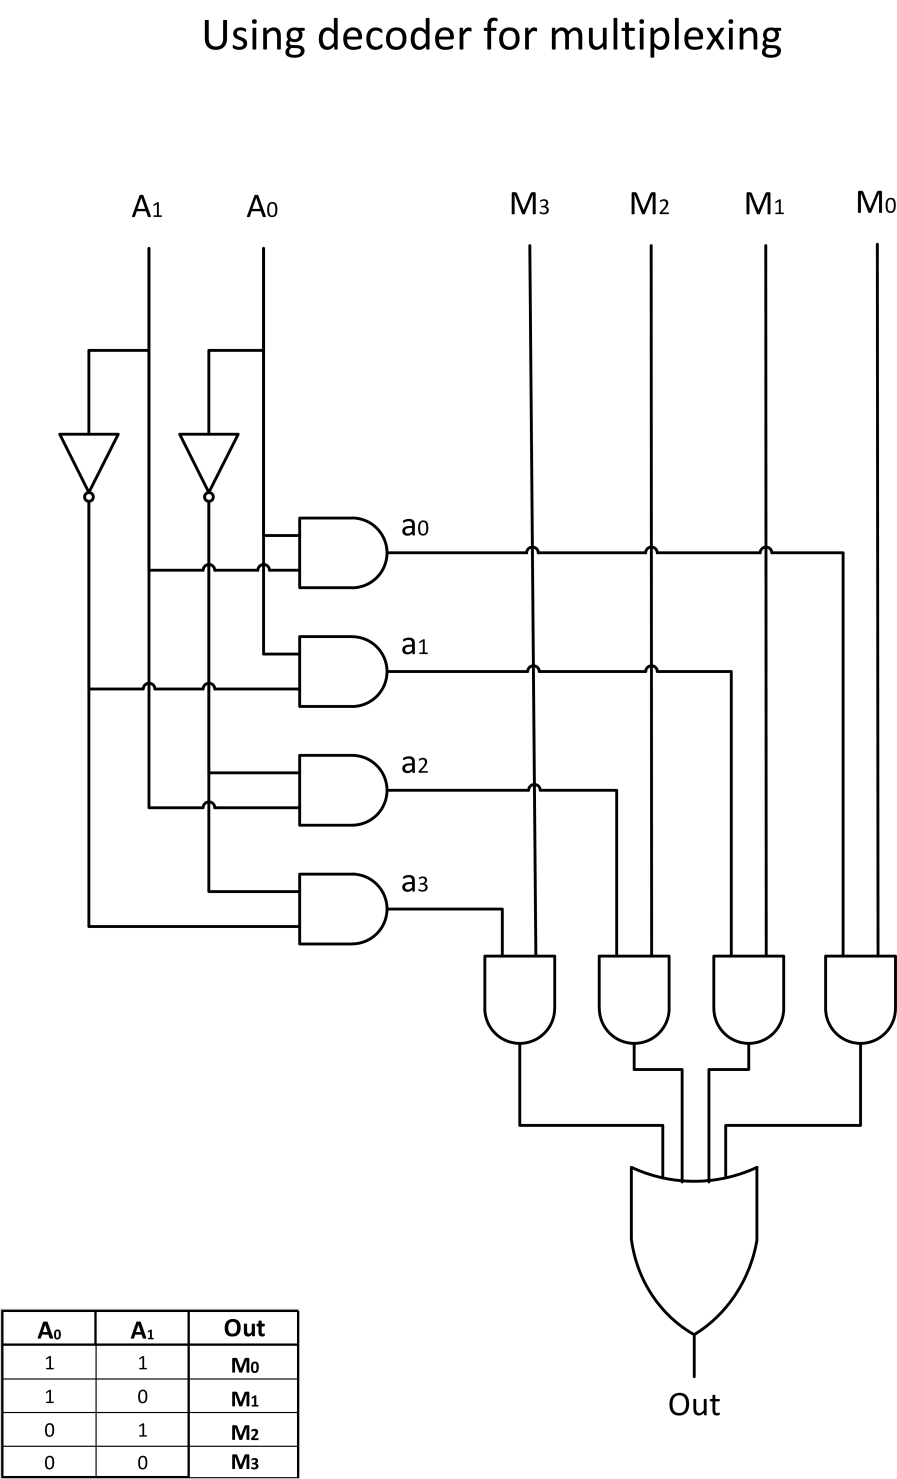 Using decoder for multiplexing
A1 A0 M3 M2 M1 M0
a0
a1
a2
a3
Out
A0 A1 Out
1 1 M0
1 0 M1
0 1 M2
0 0 M3